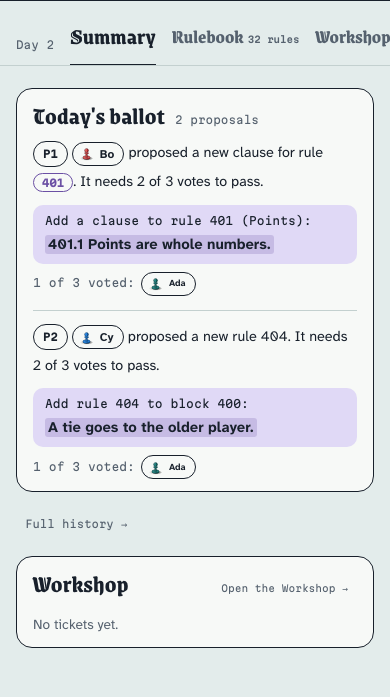 Day 2 Summary Rulebook 32 rules Workshop
Today's ballot 2 proposals
P1 Bo proposed a new clause for rule
401. It needs 2 of 3 votes to pass.
Add a clause to rule 401 (Points):
401.1 Points are whole numbers.
1 of 3 voted: Ada
P2 Cy proposed a new rule 404. It needs
2 of 3 votes to pass.
Add rule 404 to block 400:
A tie goes to the older player.
1 of 3 voted: Ada
Full history →
Workshop Open the Workshop →
No tickets yet.